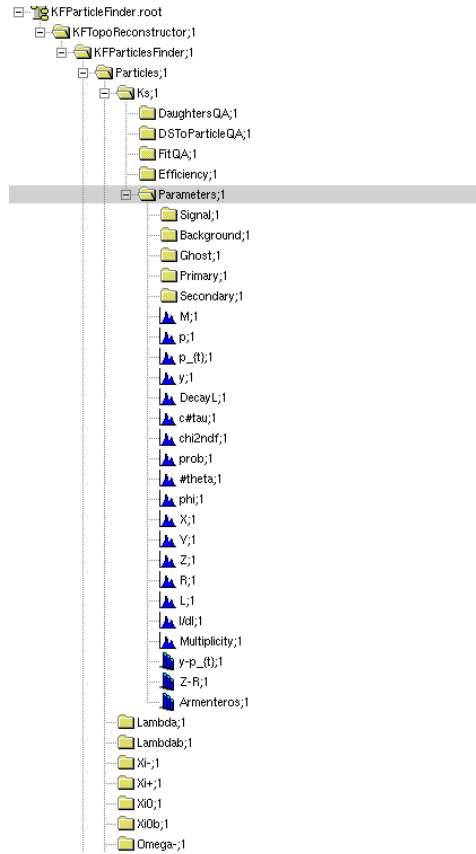 KFParticleFinder.root
KFTopoReconstructor;1
KFParticlesFinder;1
Particles;1
Ks;1
DaughtersQA;1
DSToParticleQA;1
FitQA;1
Efficiency;1
Parameters;1
Signal;1
Background;1
Ghost;1
Primary;1
Secondary;1
M;1
p;1
p_{t};1
y;1
DecayL;1
c#tau;1
chi2ndf;1
prob;1
#theta;1
phi;1
X;1
Y;1
Z;1
R;1
L;1
l/dl;1
Multiplicity;1
y-p_{t};1
Z-R;1
Armenteros;1
Lambda;1
Lambdab;1
Xi-;1
Xi+;1
Xi0;1
Xi0b;1
Omega-;1